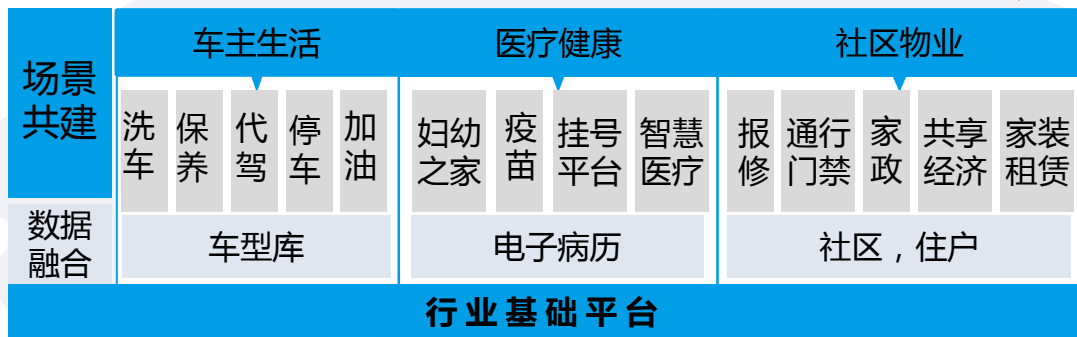 场景
共建
车主生活
医疗健康
社区物业
洗
车
保
养
代
驾
停
车
加
油
妇幼
之家
疫
苗
挂号
平台
智慧
医疗
报
修
通行
门禁
家
政
共享
经济
家装
租赁
数据
融合
车型库
电子病历
社区，住户
行业基础平台